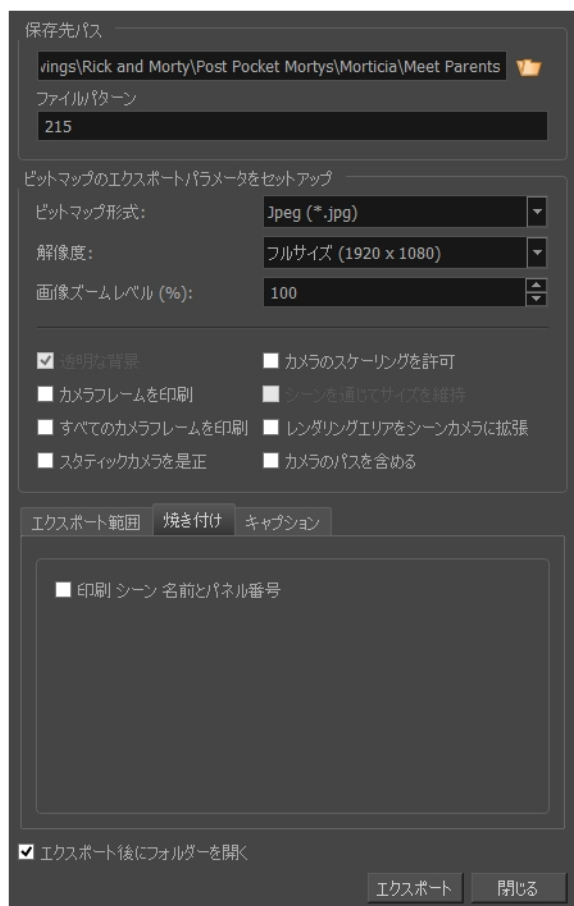 保存先パス
vings\Rick and Morty\Post Pocket Mortys\Morticia\Meet Parents
ファイルパターン
215
ビットマップのエクスポートパラメータをセットアップ
ビットマップ形式: Jpeg (*.jpg)
解像度: フルサイズ (1920 x 1080)
画像ズームレベル (%): 100
透明な背景 カメラのスケーリングを許可
カメラフレームを印刷 シーンを通じてサイズを維持
すべてのカメラフレームを印刷 レンダリングエリアをシーンカメラに拡張
スタティックカメラを是正 カメラのパスを含める
エクスポート範囲 焼き付け キャプション
印刷 シーン 名前とパネル番号
エクスポート後にフォルダーを開く
エクスポート 閉じる